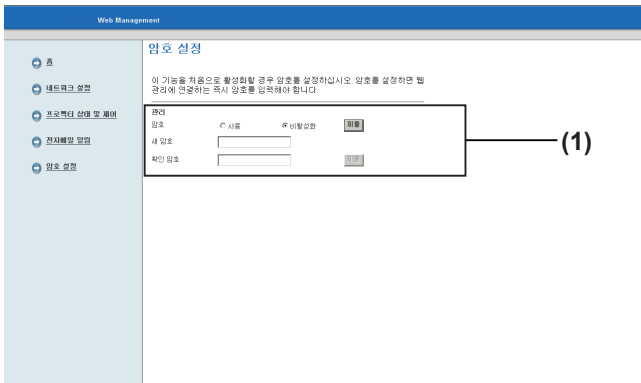 Web Management
암호 설정
홈
네트워크 설정
프로젝터 상태 및 제어
전자메일 알림
암호 설정
이 기능을 처음으로 활성화할 경우 암호를 설정하십시오. 암호를 설정하면 웹
관리에 연결하는 즉시 암호를 입력해야 합니다.
관리
암호 사용 비활성화 제출
새 암호
확인 암호 제출
(1)